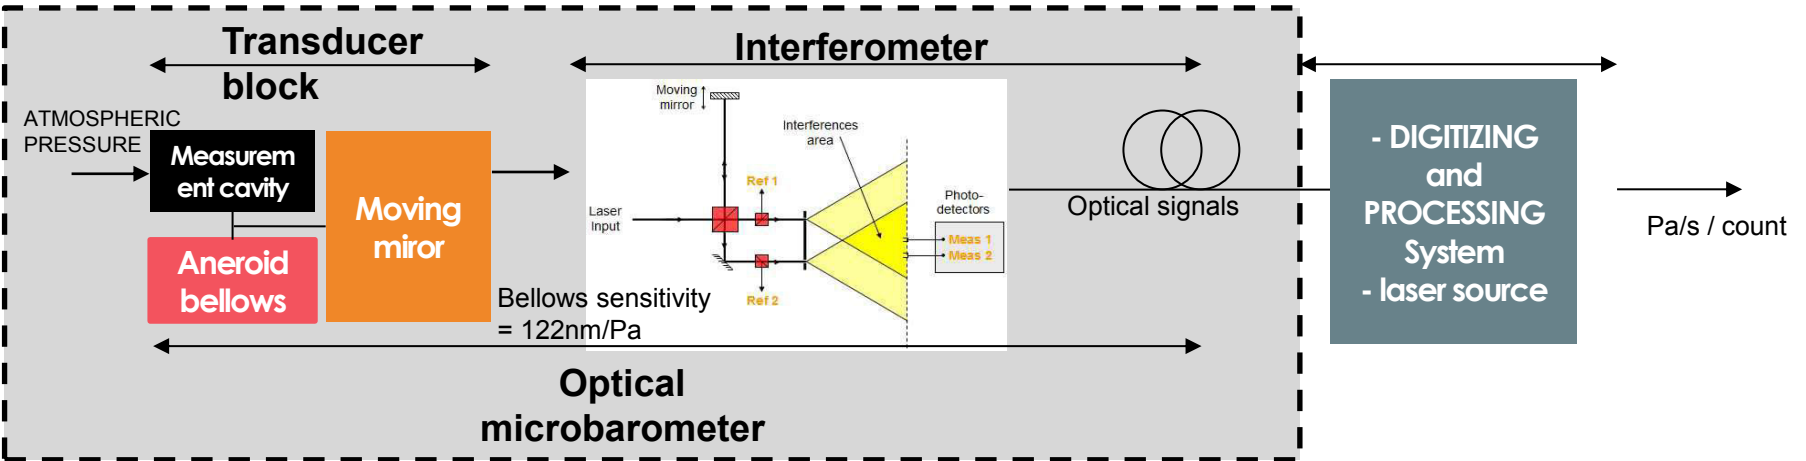 Transducer
block
Interferometer
ATMOSPHERIC
PRESSURE
Measurem
ent cavity
Aneroid
bellows
Moving
miror
Bellows sensitivity
= 122nm/Pa
Moving
mirror
Interferences
area
Ref 1
Laser
Input
Ref 2
Photo-
detectors
Meas 1
Meas 2
Optical signals
- DIGITIZING
and
PROCESSING
System
- laser source
Pa/s / count
Optical
microbarometer